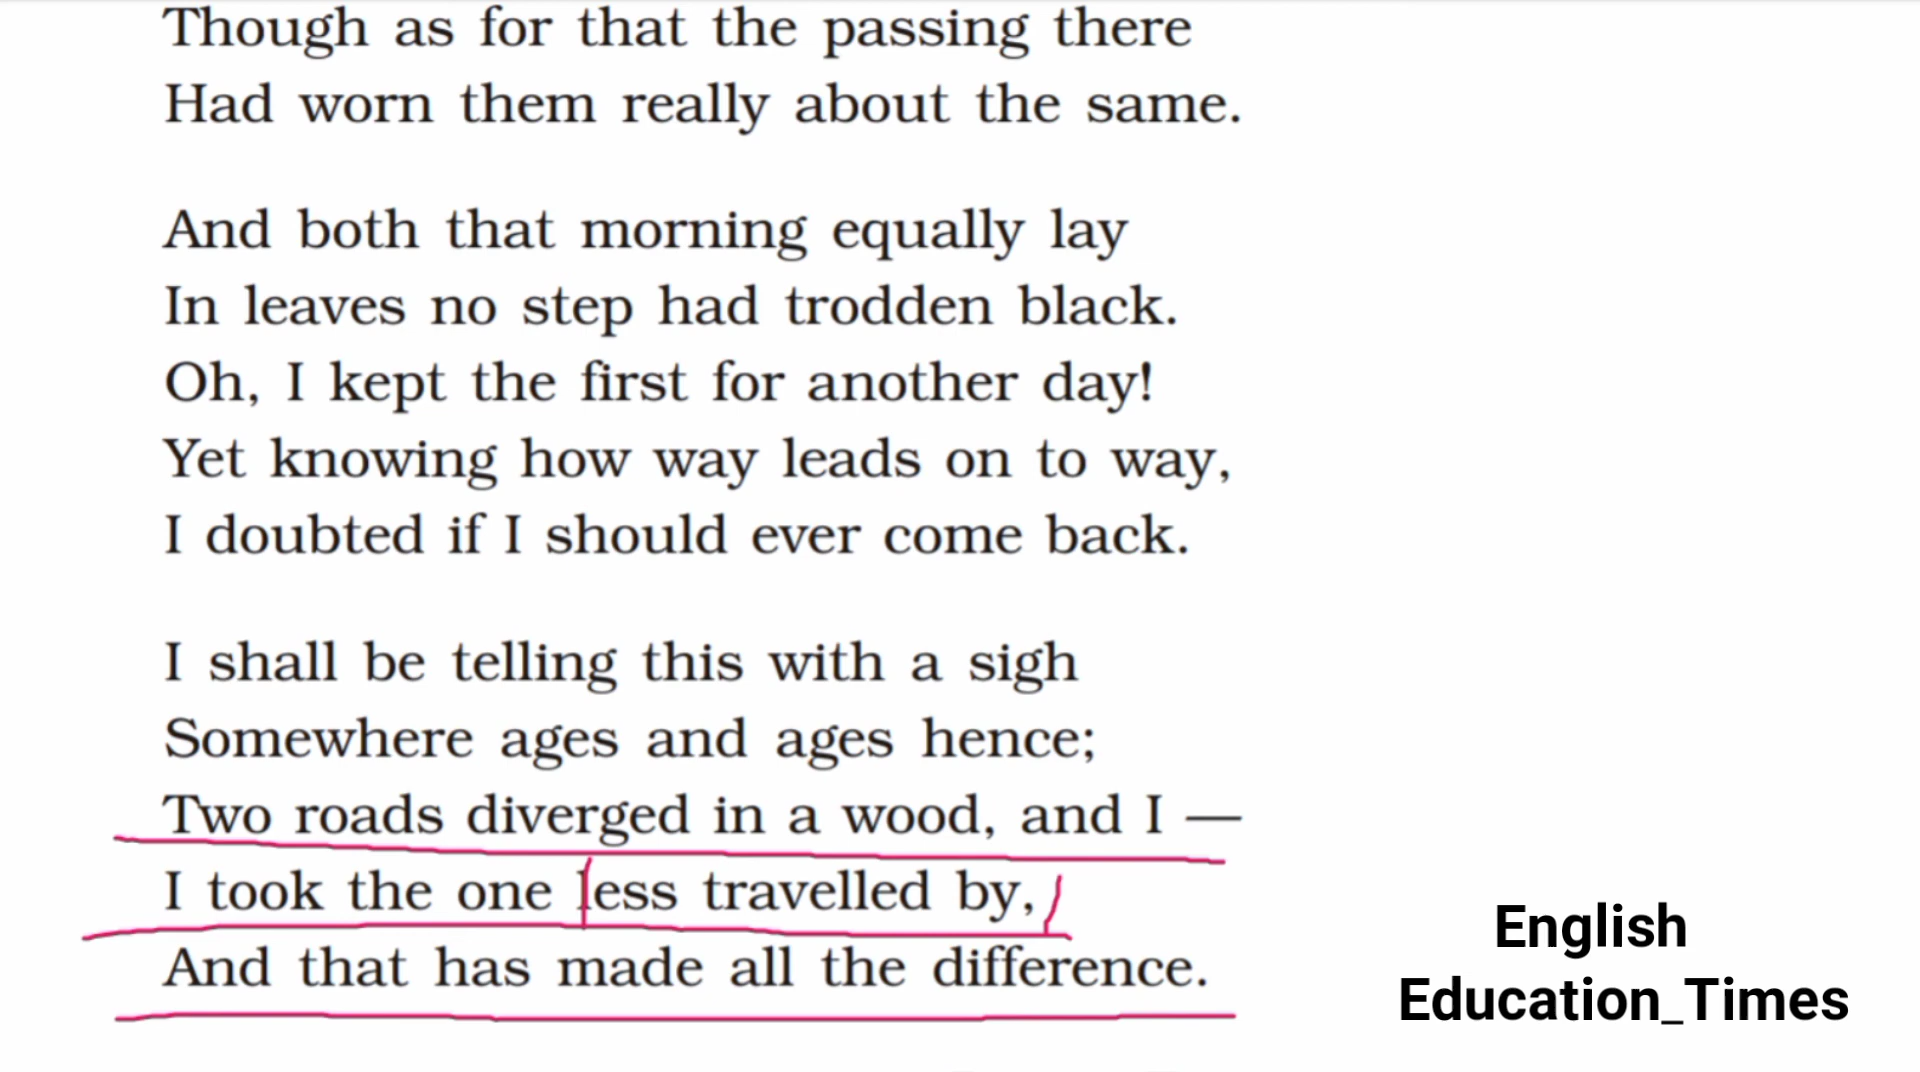 Though as for that the passing there
Had worn them really about the same.
And both that morning equally lay
In leaves no step had trodden black.
Oh, I kept the first for another day!
Yet knowing how way leads on to way,
I doubted if I should ever come back.
I shall be telling this with a sigh
Somewhere ages and ages hence;
Two roads diverged in a wood, and I —
I took the one less travelled by,
And that has made all the difference.
English
Education_Times